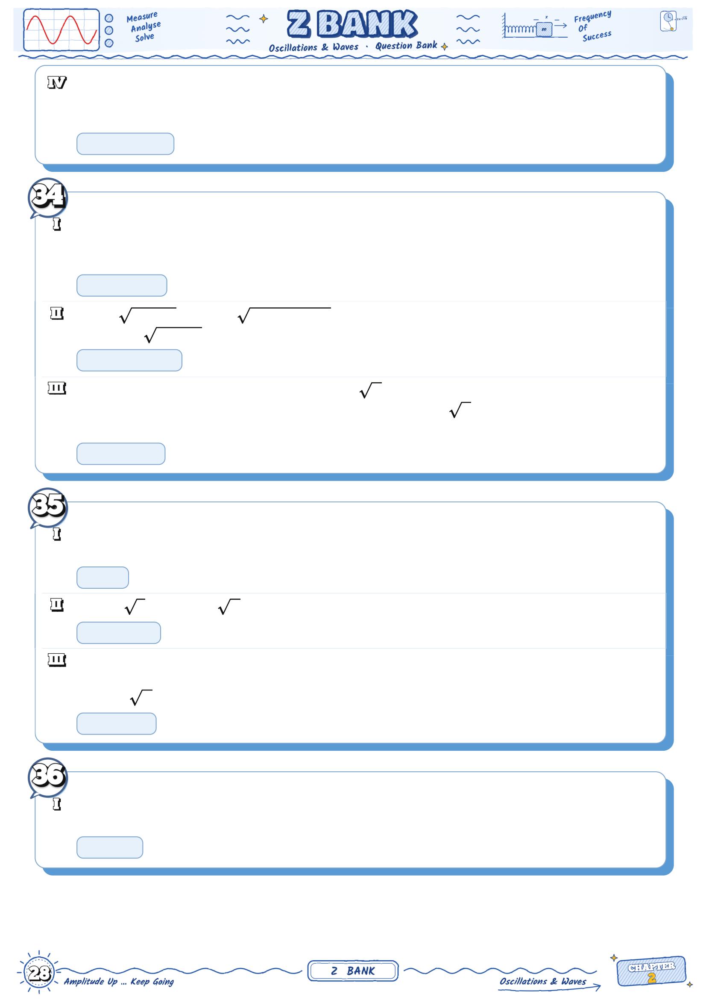 Measure
Analyse
Solve
Z BANK
Oscillations & Waves · Question Bank
x
m
Frequency
Of
Success
IV
34
I
II
√
√
√
III
√
√
35
I
II
√
√
III
√
36
I
28
Amplitude Up ... Keep Going
Z BANK
Oscillations & Waves
CHAPTER
2